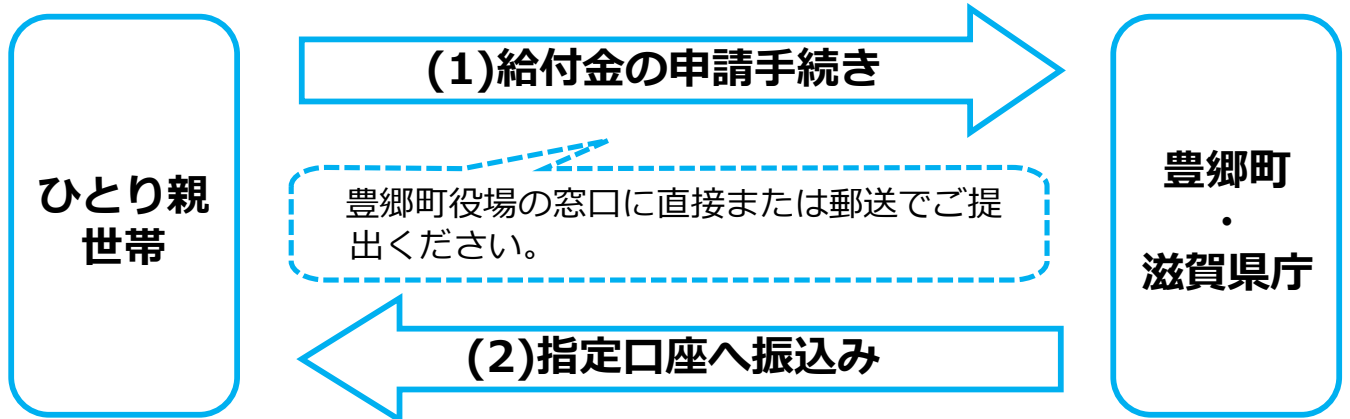 ひとり親
世帯
(1)給付金の申請手続き
豊郷町役場の窓口に直接または郵送でご提
出ください。
(2)指定口座へ振込み
豊郷町
・
滋賀県庁